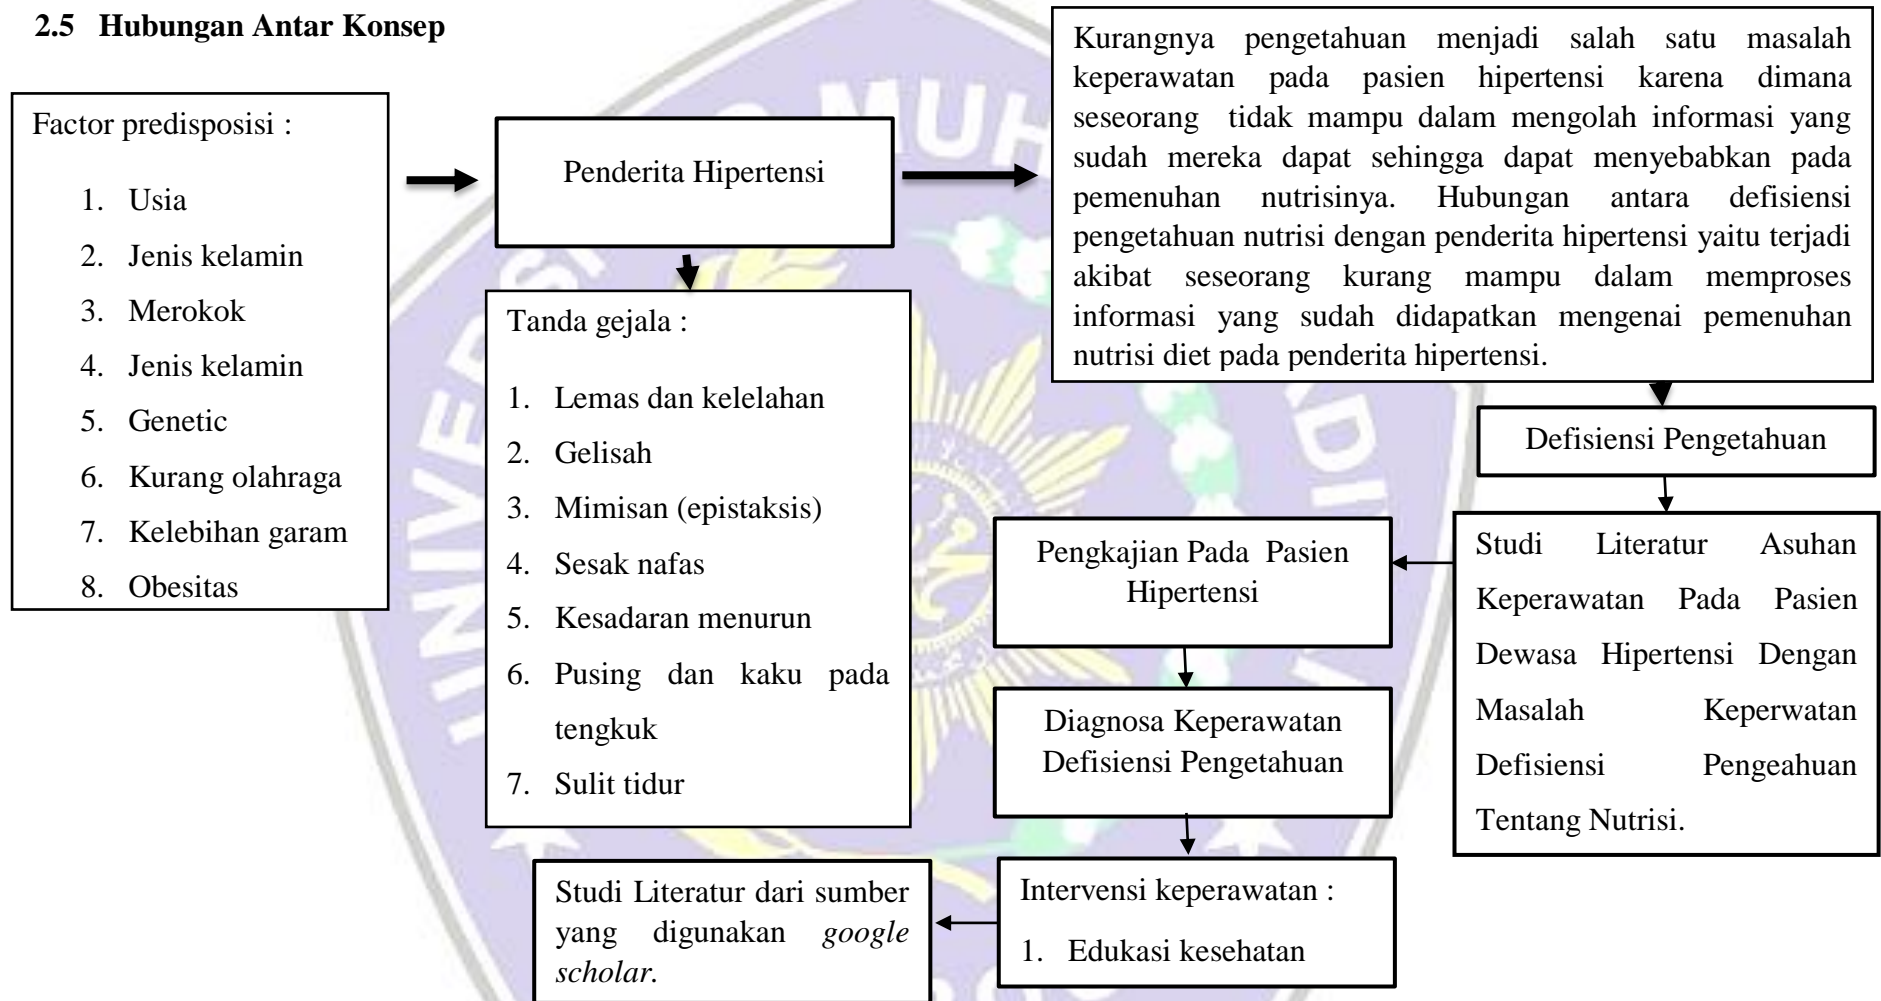 2.5 Hubungan Antar Konsep
Factor predisposisi :
1. Usia
2. Jenis kelamin
3. Merokok
4. Jenis kelamin
5. Genetic
6. Kurang olahraga
7. Kelebihan garam
8. Obesitas
Penderita Hipertensi
Tanda gejala :
1. Lemas dan kelelahan
2. Gelisah
3. Mimisan (epistaksis)
4. Sesak nafas
5. Kesadaran menurun
6. Pusing dan kaku pada
tengkuk
7. Sulit tidur
Kurangnya pengetahuan menjadi salah satu masalah
keperawatan pada pasien hipertensi karena dimana
seseorang tidak mampu dalam mengolah informasi yang
sudah mereka dapat sehingga dapat menyebabkan pada
pemenuhan nutrisinya. Hubungan antara defisiensi
pengetahuan nutrisi dengan penderita hipertensi yaitu terjadi
akibat seseorang kurang mampu dalam memproses
informasi yang sudah didapatkan mengenai pemenuhan
nutrisi diet pada penderita hipertensi.
Defisiensi Pengetahuan
Studi Literatur Asuhan
Keperawatan Pada Pasien
Dewasa Hipertensi Dengan
Masalah Keperwatan
Defisiensi Pengeahuan
Tentang Nutrisi.
Pengkajian Pada Pasien
Hipertensi
Diagnosa Keperawatan
Defisiensi Pengetahuan
Intervensi keperawatan :
1. Edukasi kesehatan
Studi Literatur dari sumber
yang digunakan google
scholar.